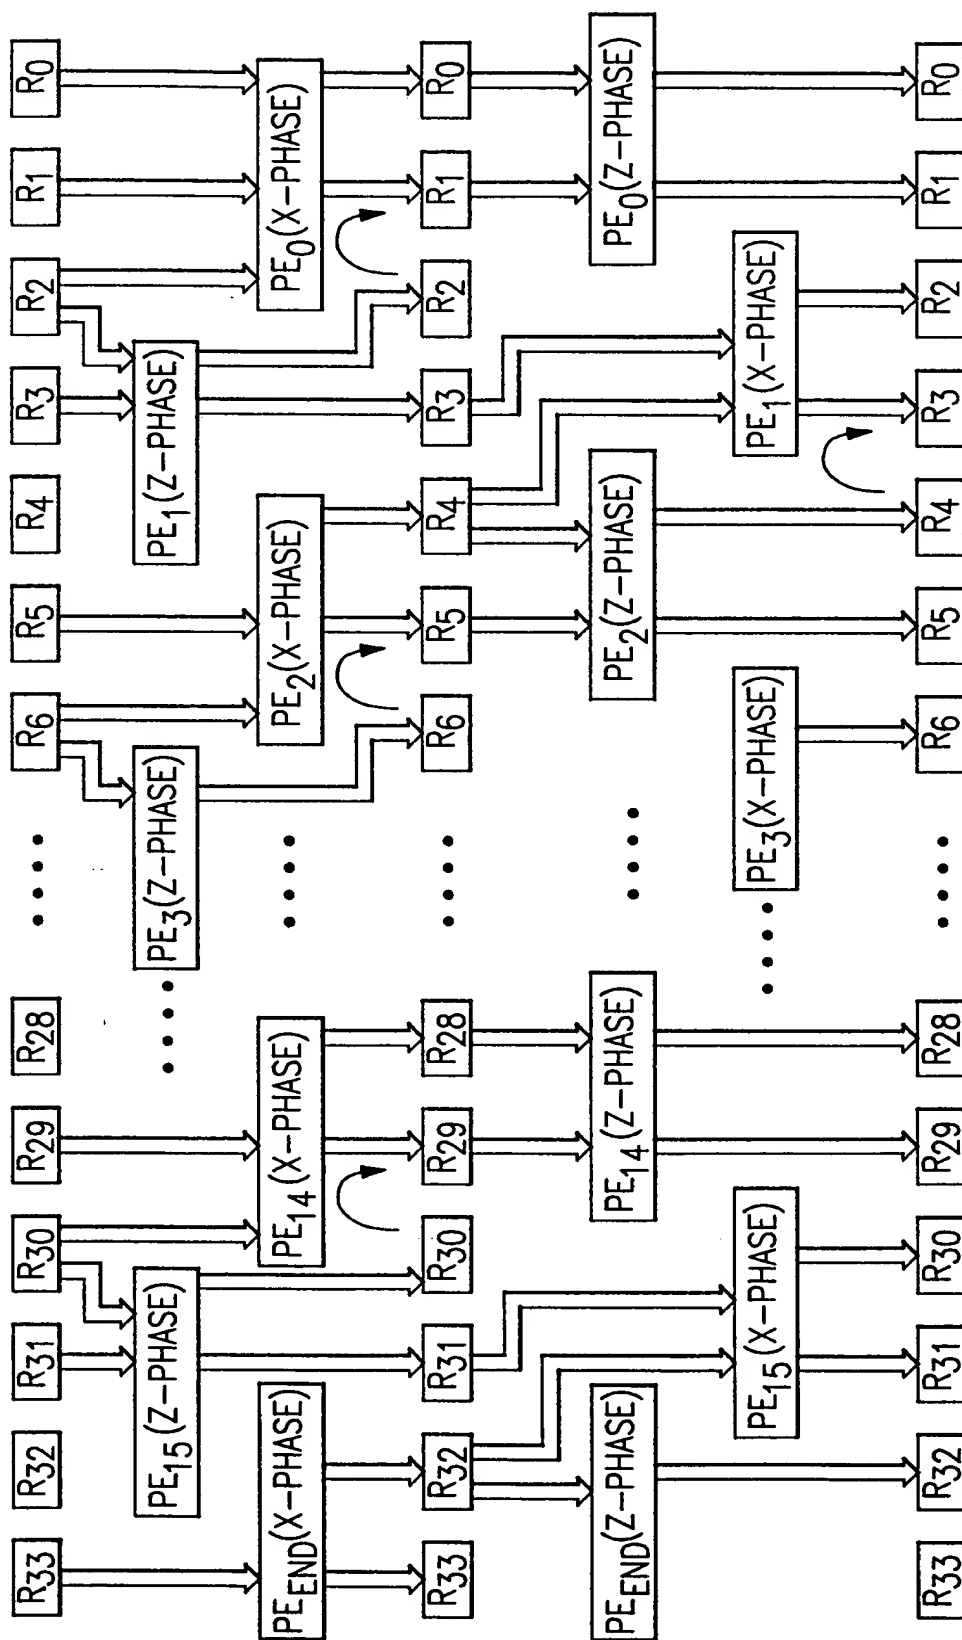 R33 R32 R31 R30 R29 R28 •••• R6 R5 R4 R3 R2 R1 R0
PE15(Z-PHASE) •••• PE3(Z-PHASE) PE1(Z-PHASE)
PEEND(X-PHASE) PE14(X-PHASE) •••• PE2(X-PHASE) PE0(X-PHASE)
R33 R32 R31 R30 R29 R28 •••• R6 R5 R4 R3 R2 R1 R0
PEEND(Z-PHASE) PE14(Z-PHASE) •••• PE2(Z-PHASE) PE0(Z-PHASE)
PE15(X-PHASE) •••• PE3(X-PHASE) PE1(X-PHASE)
R33 R32 R31 R30 R29 R28 •••• R6 R5 R4 R3 R2 R1 R0